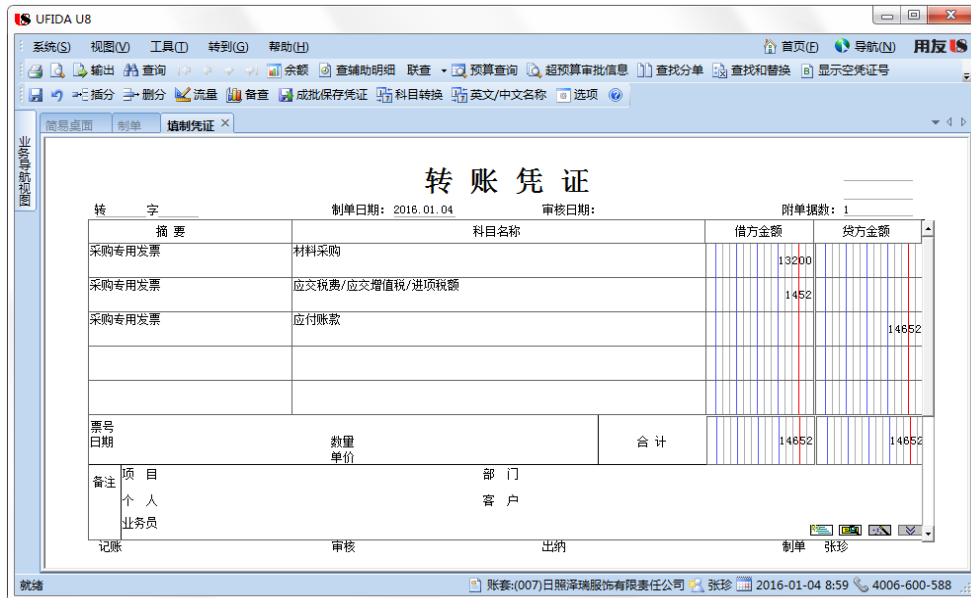 UFIDA U8
系统(S) 视图(V) 工具(T) 转到(G) 帮助(H) 首页(F) 导航(N) 用友
输出 查询 余额 查辅助明细 联查 预算查询 超预算审批信息 查找分单 查找和替换 显示空凭证号
插分 删分 流量 备查 成批保存凭证 科目转换 英文/中文名称 选项
简易桌面 制单 填制凭证
业务导航视图
转账凭证
转 字 制单日期: 2016.01.04 审核日期: 附单据数: 1
摘要 科目名称 借方金额 贷方金额
采购专用发票 材料采购 13200
采购专用发票 应交税费/应交增值税/进项税额 1452
采购专用发票 应付账款 14652
票号
日期 数量 合计 14652 14652
单价
备注 项目 部门
个人 客户
业务员
记账 审核 出纳 制单 张珍
就绪 账套:(007)日照泽瑞服饰有限责任公司 张珍 2016-01-04 8:59 4006-600-588